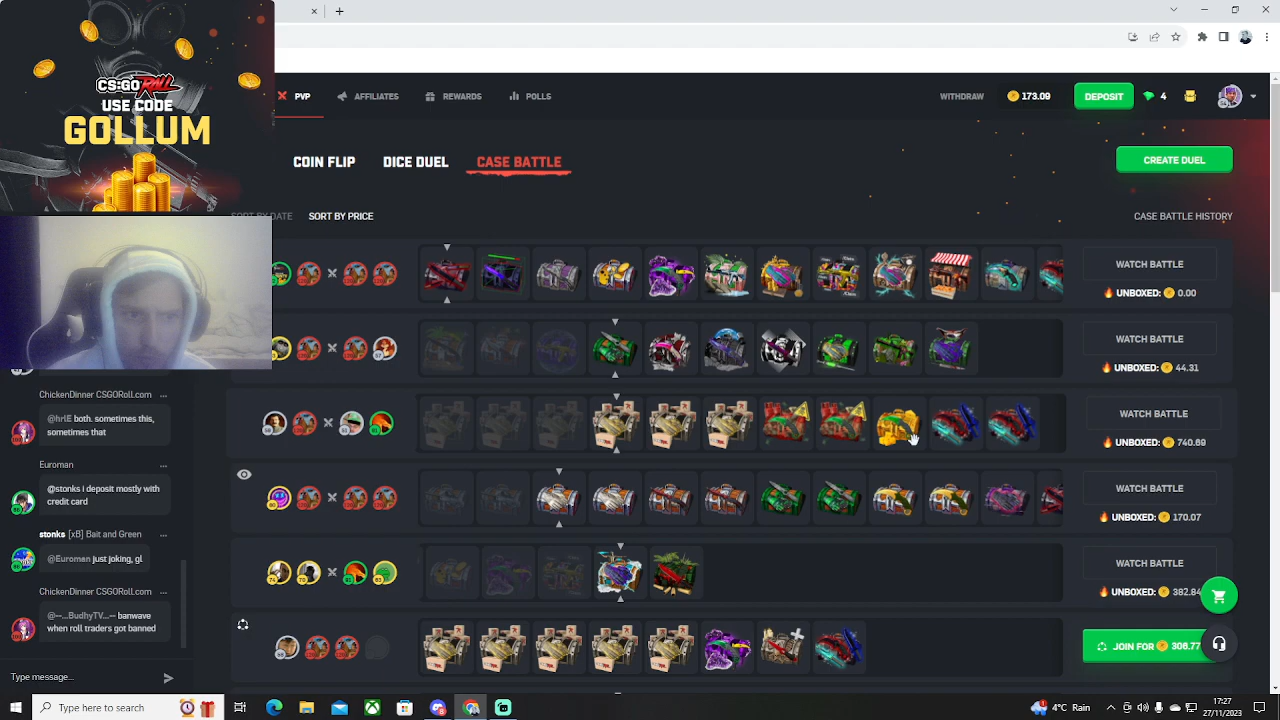 CS:GO ROLL
USE CODE
GOLLUM
PVP
AFFILIATES
REWARDS
POLLS
WITHDRAW
173.09
DEPOSIT
4
COIN FLIP
DICE DUEL
CASE BATTLE
CREATE DUEL
SORT BY DATE
SORT BY PRICE
CASE BATTLE HISTORY
WATCH BATTLE
UNBOXED: 0.00
WATCH BATTLE
UNBOXED: 44.31
WATCH BATTLE
UNBOXED: 740.69
WATCH BATTLE
UNBOXED: 170.07
WATCH BATTLE
UNBOXED: 382.84
JOIN FOR 306.77
ChickenDinner CSGORoll.com ...
@hrlE both. sometimes this,
sometimes that
Euroman ...
@stonks I deposit mostly with
credit card
stonks [xB] Bait and Green ...
@Euroman just joking, gl
ChickenDinner CSGORoll.com ...
@--...BudhyTV...-- banwave
when roll traders got banned
Type message...
Type here to search
4°C
17:27
27/11/2023